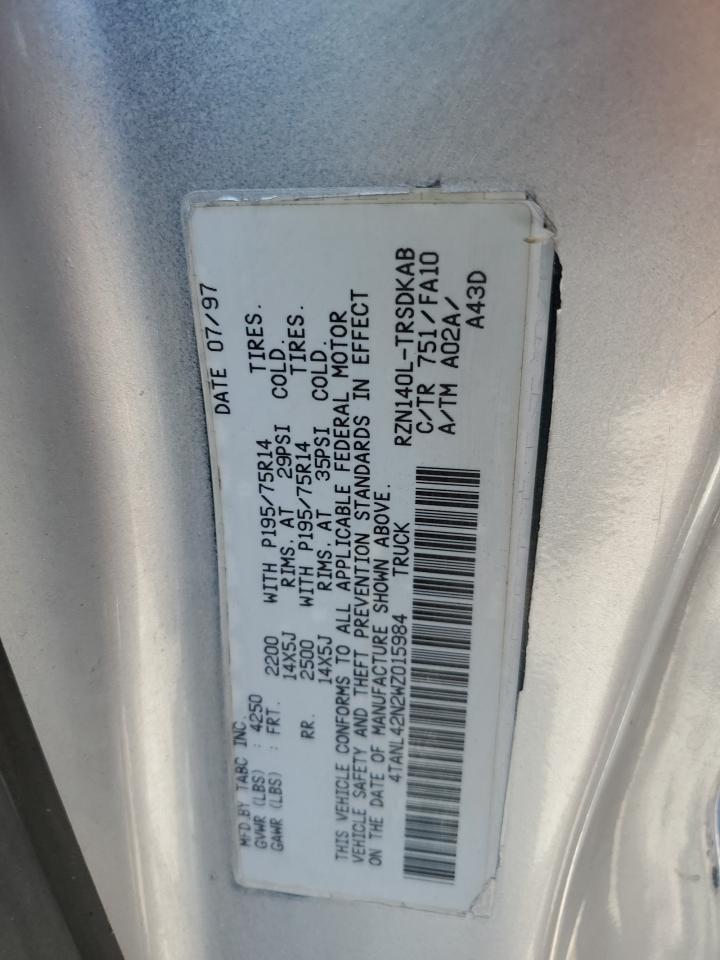 MFD.BY TABC INC. DATE 07/97
GVWR (LBS) : 4250
GAWR (LBS) : FRT. 2200 WITH P195/75R14 TIRES.
14X5J RIMS. AT 29PSI COLD.
RR. 2500 WITH P195/75R14 TIRES.
14X5J RIMS. AT 35PSI COLD.
THIS VEHICLE CONFORMS TO ALL APPLICABLE FEDERAL MOTOR
VEHICLE SAFETY AND THEFT PREVENTION STANDARDS IN EFFECT
ON THE DATE OF MANUFACTURE SHOWN ABOVE.
4TANL42N2WZ015984 TRUCK RZN140L-TRSDKAB
C/TR 751/FA10
A/TM A02A/
A43D